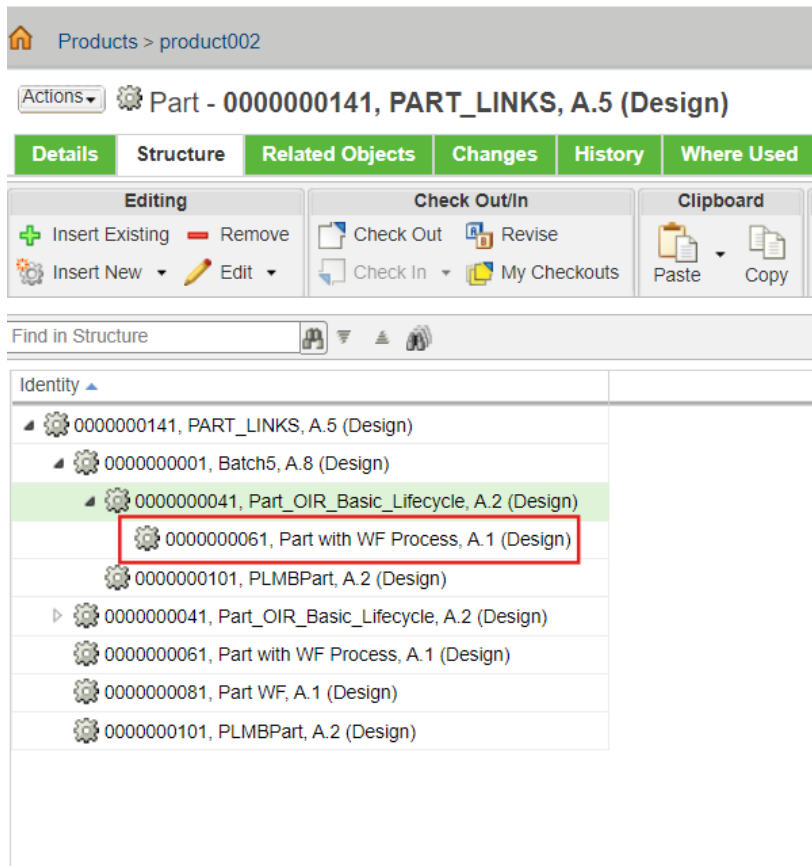 Products > product002
Actions Part - 0000000141, PART_LINKS, A.5 (Design)
Details Structure Related Objects Changes History Where Used
Editing Check Out/In Clipboard
Insert Existing Remove Check Out Revise
Insert New Edit Check In My Checkouts Paste Copy
Find in Structure
Identity
0000000141, PART_LINKS, A.5 (Design)
0000000001, Batch5, A.8 (Design)
0000000041, Part_OIR_Basic_Lifecycle, A.2 (Design)
0000000061, Part with WF Process, A.1 (Design)
0000000101, PLMBPart, A.2 (Design)
0000000041, Part_OIR_Basic_Lifecycle, A.2 (Design)
0000000061, Part with WF Process, A.1 (Design)
0000000081, Part WF, A.1 (Design)
0000000101, PLMBPart, A.2 (Design)